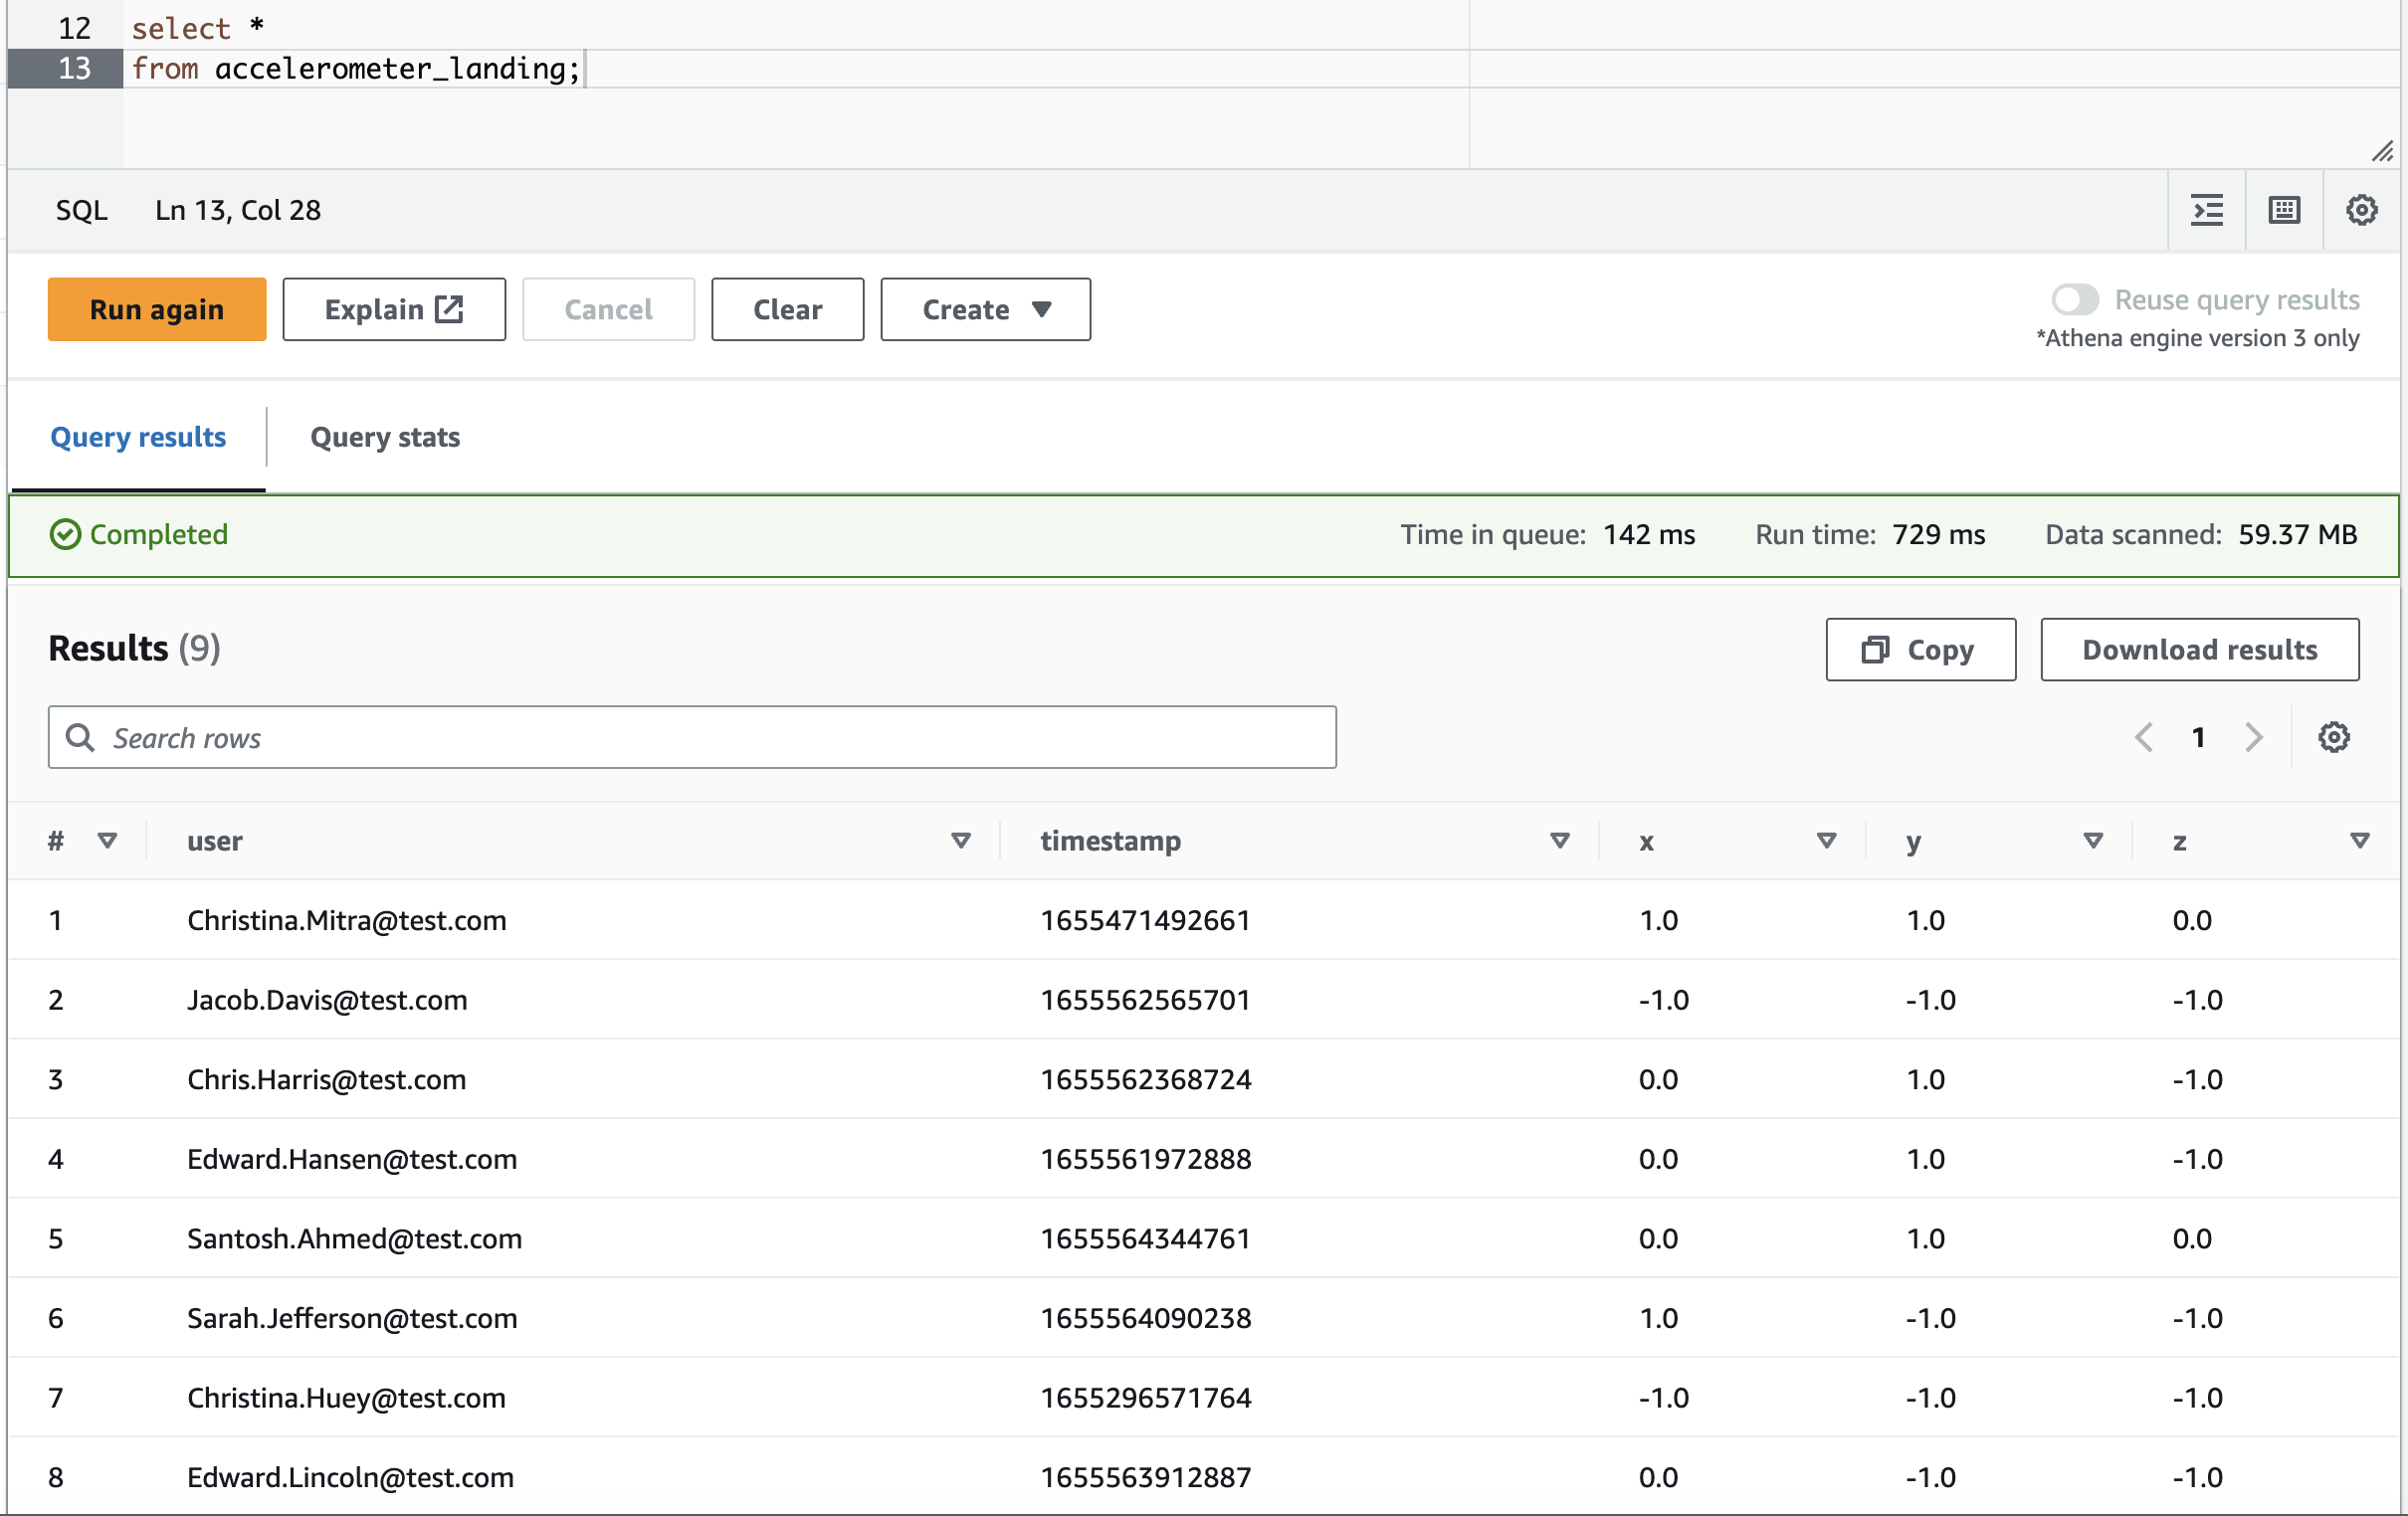 12 select *
13 from accelerometer_landing;
SQL Ln 13, Col 28
Run again Explain Cancel Clear Create Reuse query results
*Athena engine version 3 only
Query results Query stats
Completed Time in queue: 142 ms Run time: 729 ms Data scanned: 59.37 MB
Results (9) Copy Download results
Search rows 1
# user timestamp x y z
1 Christina.Mitra@test.com 1655471492661 1.0 1.0 0.0
2 Jacob.Davis@test.com 1655562565701 -1.0 -1.0 -1.0
3 Chris.Harris@test.com 1655562368724 0.0 1.0 -1.0
4 Edward.Hansen@test.com 1655561972888 0.0 1.0 -1.0
5 Santosh.Ahmed@test.com 1655564344761 0.0 1.0 0.0
6 Sarah.Jefferson@test.com 1655564090238 1.0 -1.0 -1.0
7 Christina.Huey@test.com 1655296571764 -1.0 -1.0 -1.0
8 Edward.Lincoln@test.com 1655563912887 0.0 -1.0 -1.0